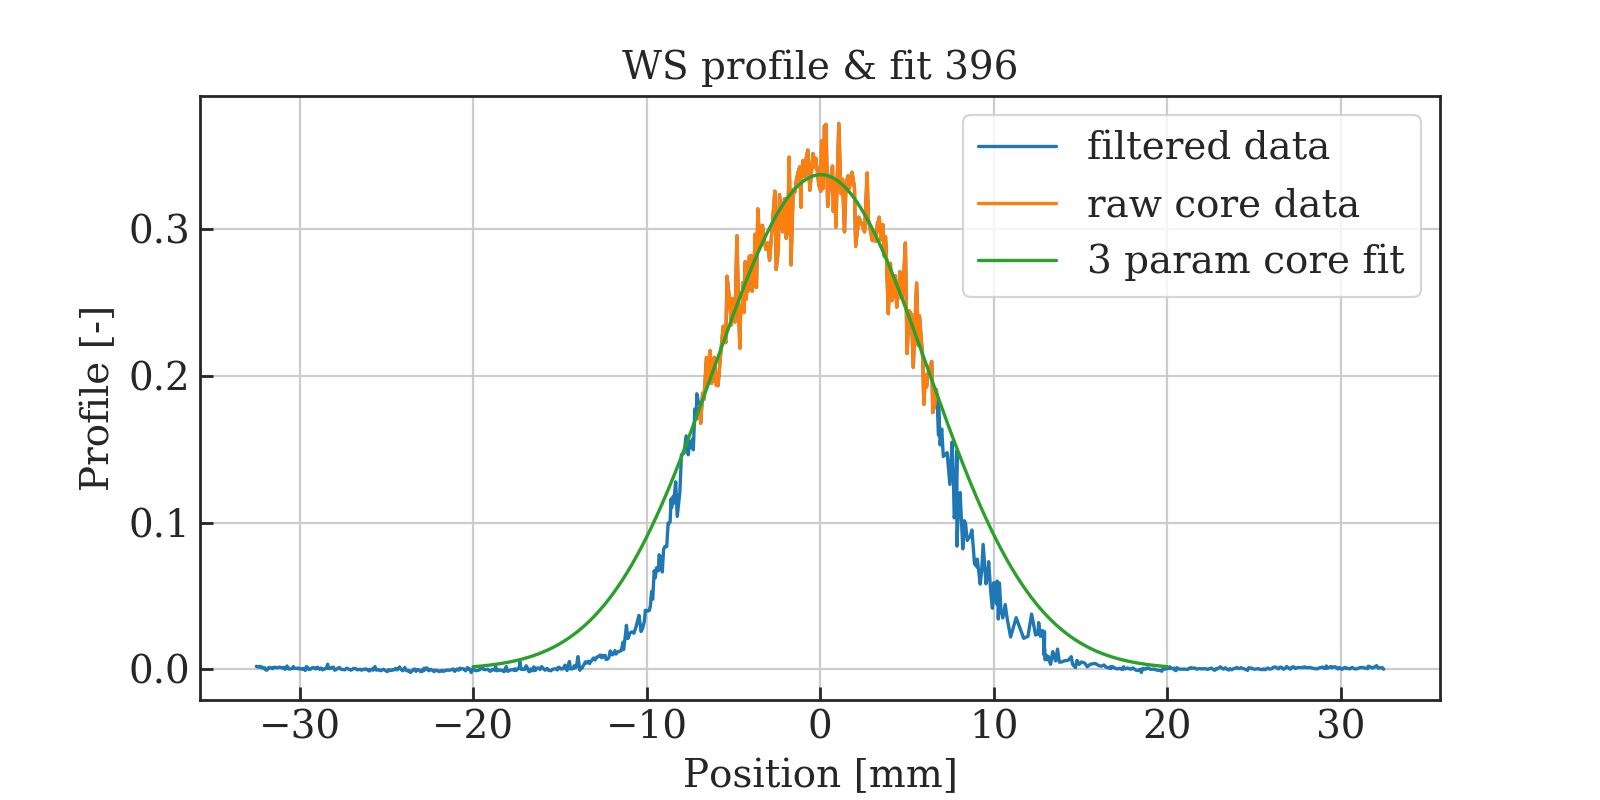 WS profile & fit 396
filtered data
raw core data
3 param core fit
Profile [-]
0.3
0.2
0.1
0.0
−30 −20 −10 0 10 20 30
Position [mm]